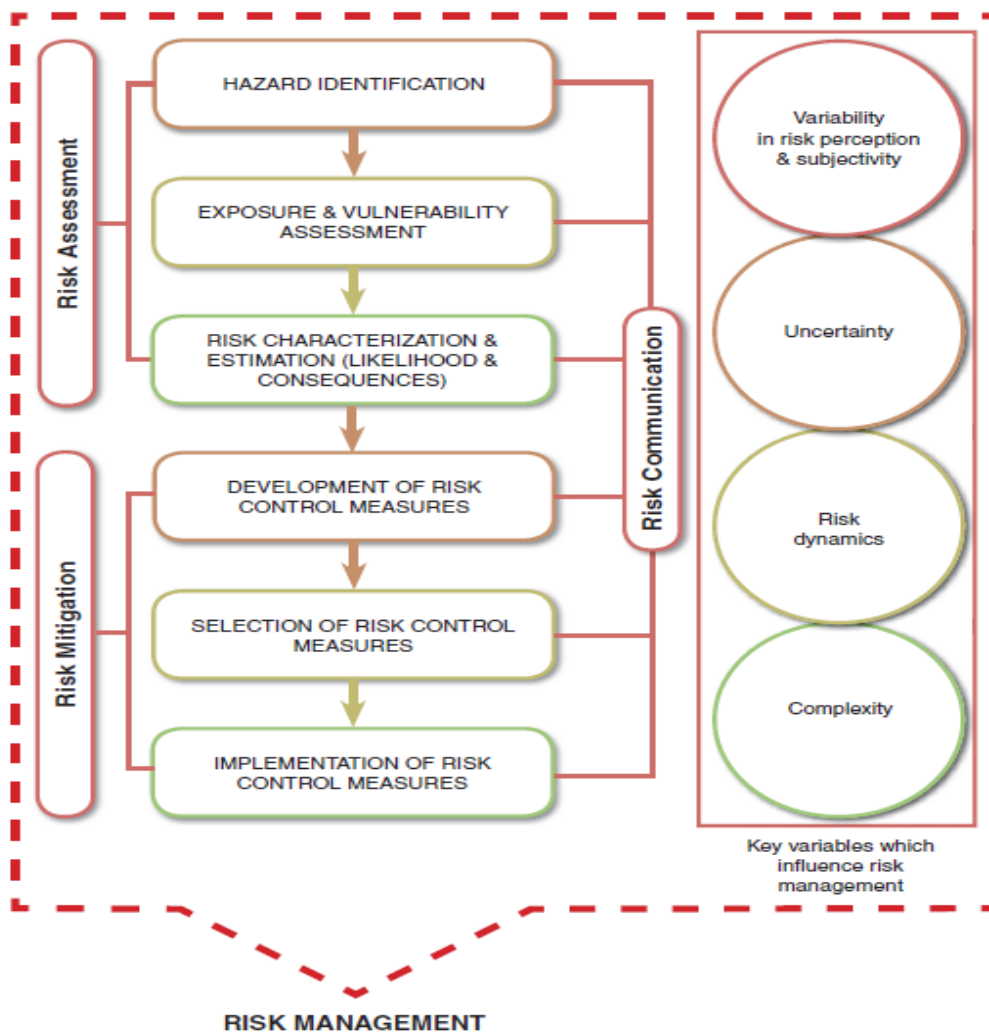 Risk Assessment
HAZARD IDENTIFICATION
EXPOSURE & VULNERABILITY
ASSESSMENT
RISK CHARACTERIZATION &
ESTIMATION (LIKELIHOOD &
CONSEQUENCES)
Risk Mitigation
DEVELOPMENT OF RISK
CONTROL MEASURES
SELECTION OF RISK CONTROL
MEASURES
IMPLEMENTATION OF RISK
CONTROL MEASURES
Risk Communication
Variability
in risk perception
& subjectivity
Uncertainty
Risk
dynamics
Complexity
Key variables which
influence risk
management
RISK MANAGEMENT